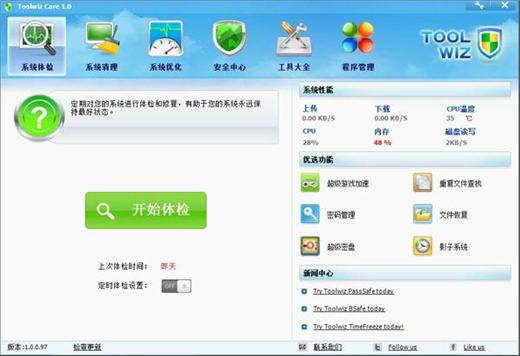 Toolwiz Care 1.0
系统体检
系统清理
系统优化
安全中心
工具大全
程序管理
TOOL
WIZ
定期对您的系统进行体检和修复，有助于您的系统永远保
持最好状态。
开始体检
上次体检时间： 昨天
定时体检设置： OFF
系统性能
上传 下载 CPU温度
0.00 KB/S 0.00 KB/S 35 ℃
CPU 内存 磁盘读写
28% 48 % 2KB/S
优选功能
超级游戏加速 重复文件查找
密码管理 文件恢复
超级密盘 影子系统
新闻中心
Try Toolwiz PassSafe today
Try Toolwiz BSafe today
Try Toolwiz TimeFreeze today!
版本:1.0.0.97 检查更新 联系我们 Follow us Like us